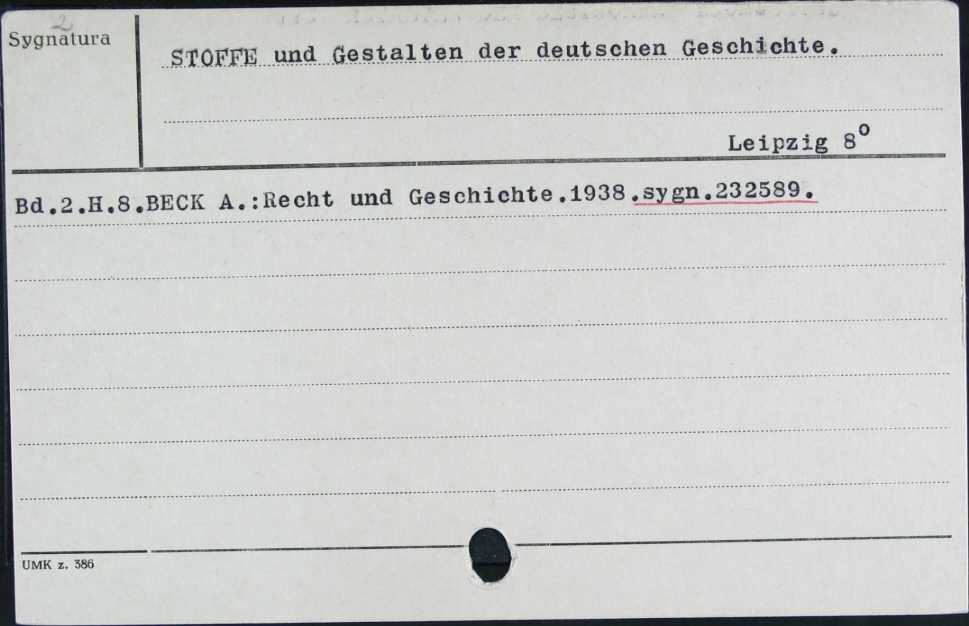 2
Sygnatura
STOFFE und Gestalten der deutschen Geschichte.
Leipzig 8°
Bd.2.H.8.BECK A.:Recht und Geschichte.1938.sygn.232589.
UMK z. 386